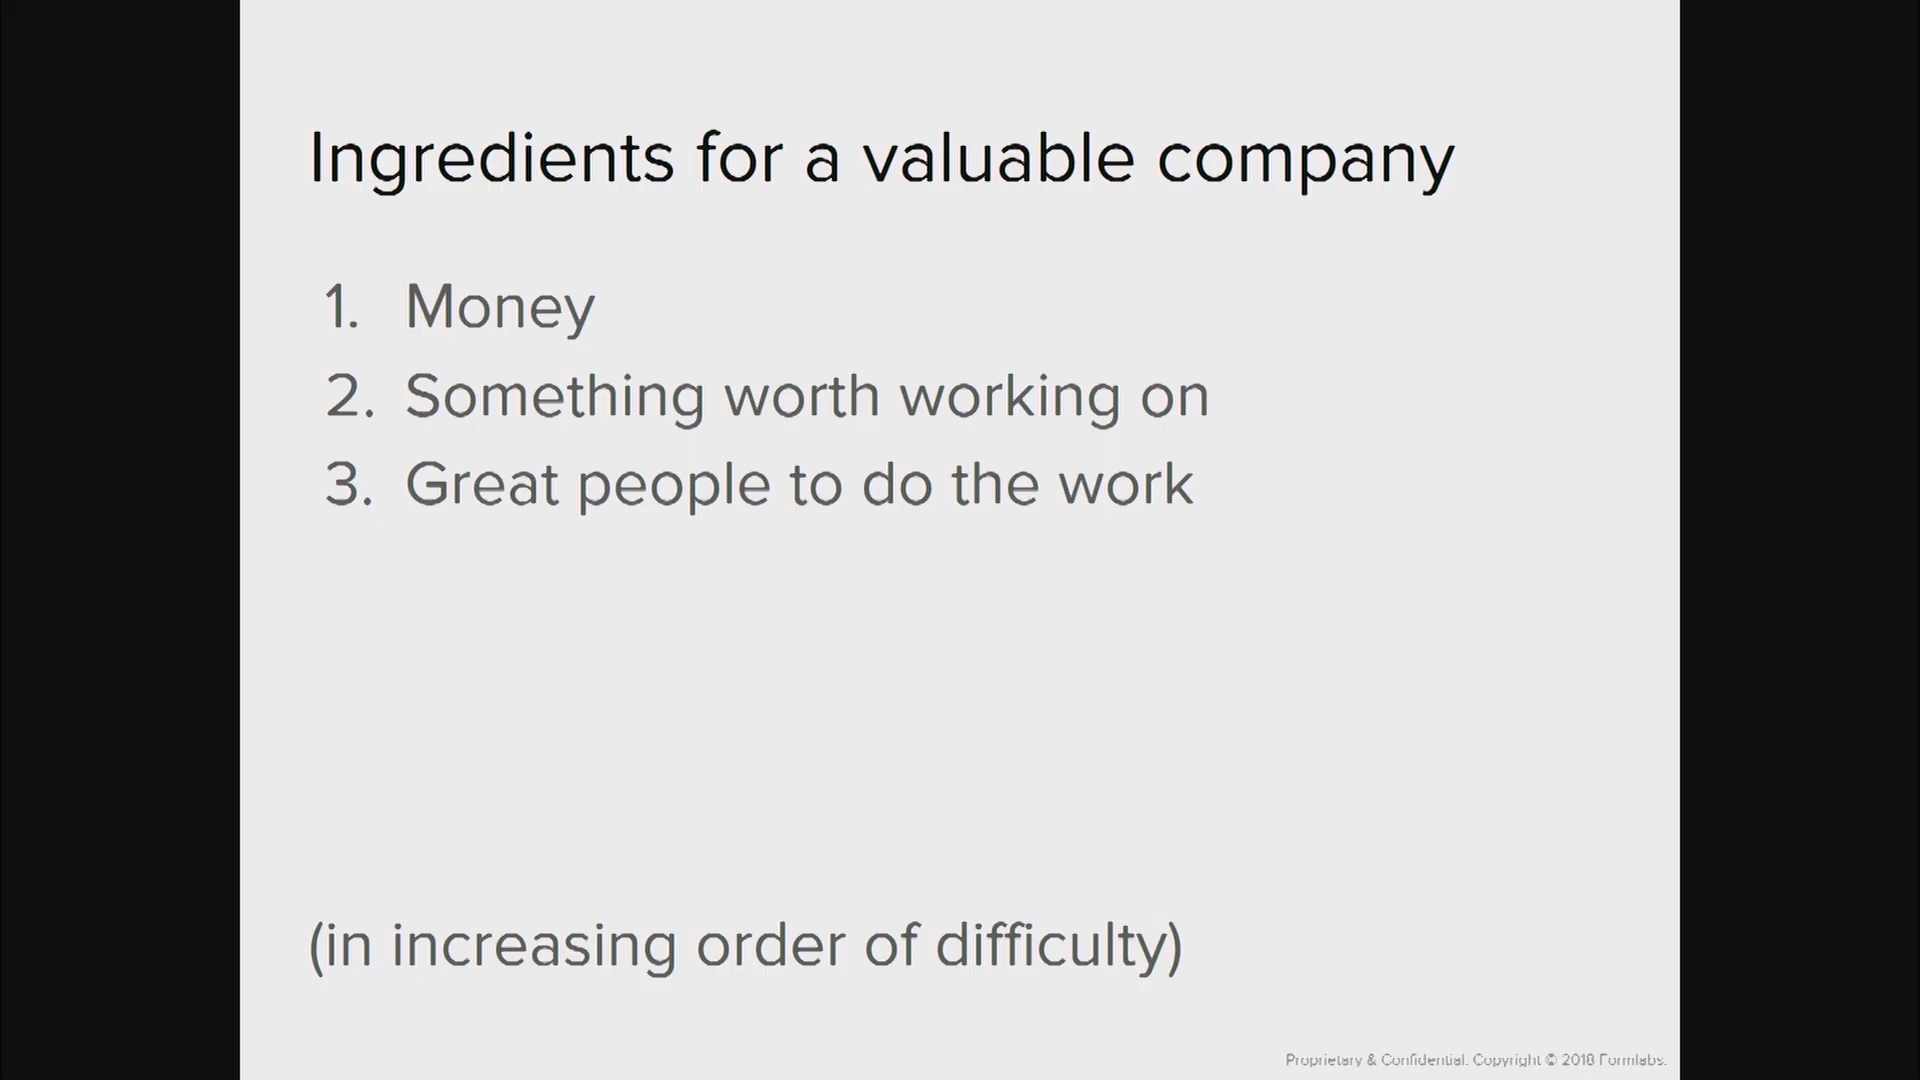 Ingredients for a valuable company
1. Money
2. Something worth working on
3. Great people to do the work
(in increasing order of difficulty)
Proprietary & Confidential. Copyright © 2018 Formlabs.